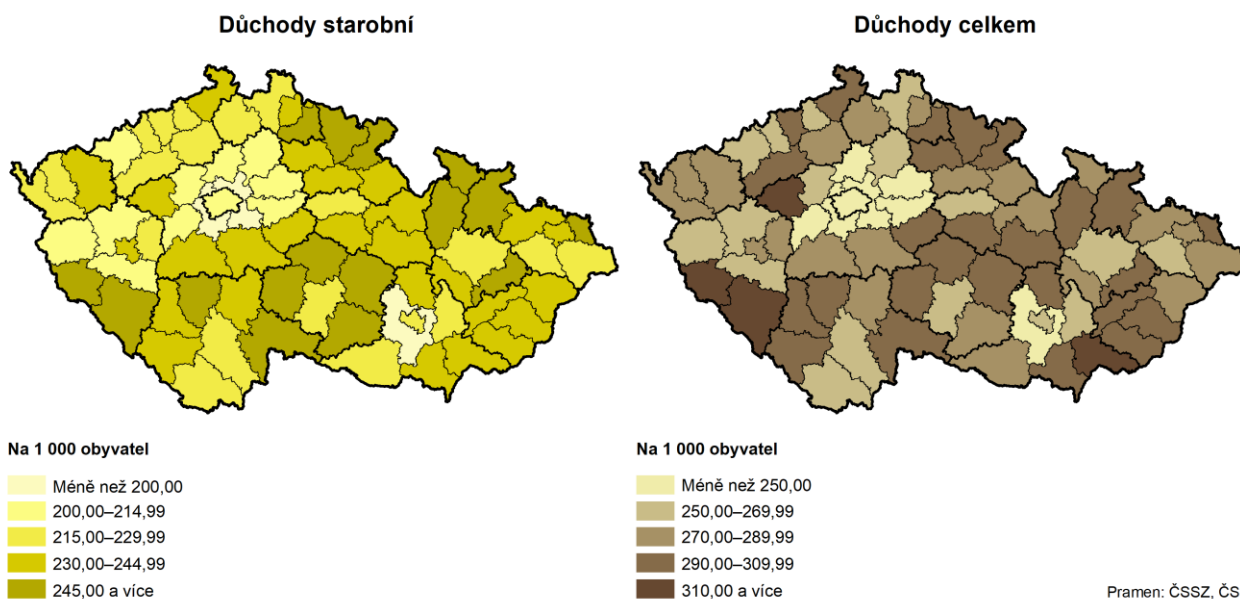 Důchody starobní
Důchody celkem
Na 1 000 obyvatel
Méně než 200,00
200,00–214,99
215,00–229,99
230,00–244,99
245,00 a více
Na 1 000 obyvatel
Méně než 250,00
250,00–269,99
270,00–289,99
290,00–309,99
310,00 a více
Pramen: ČSSZ, ČS